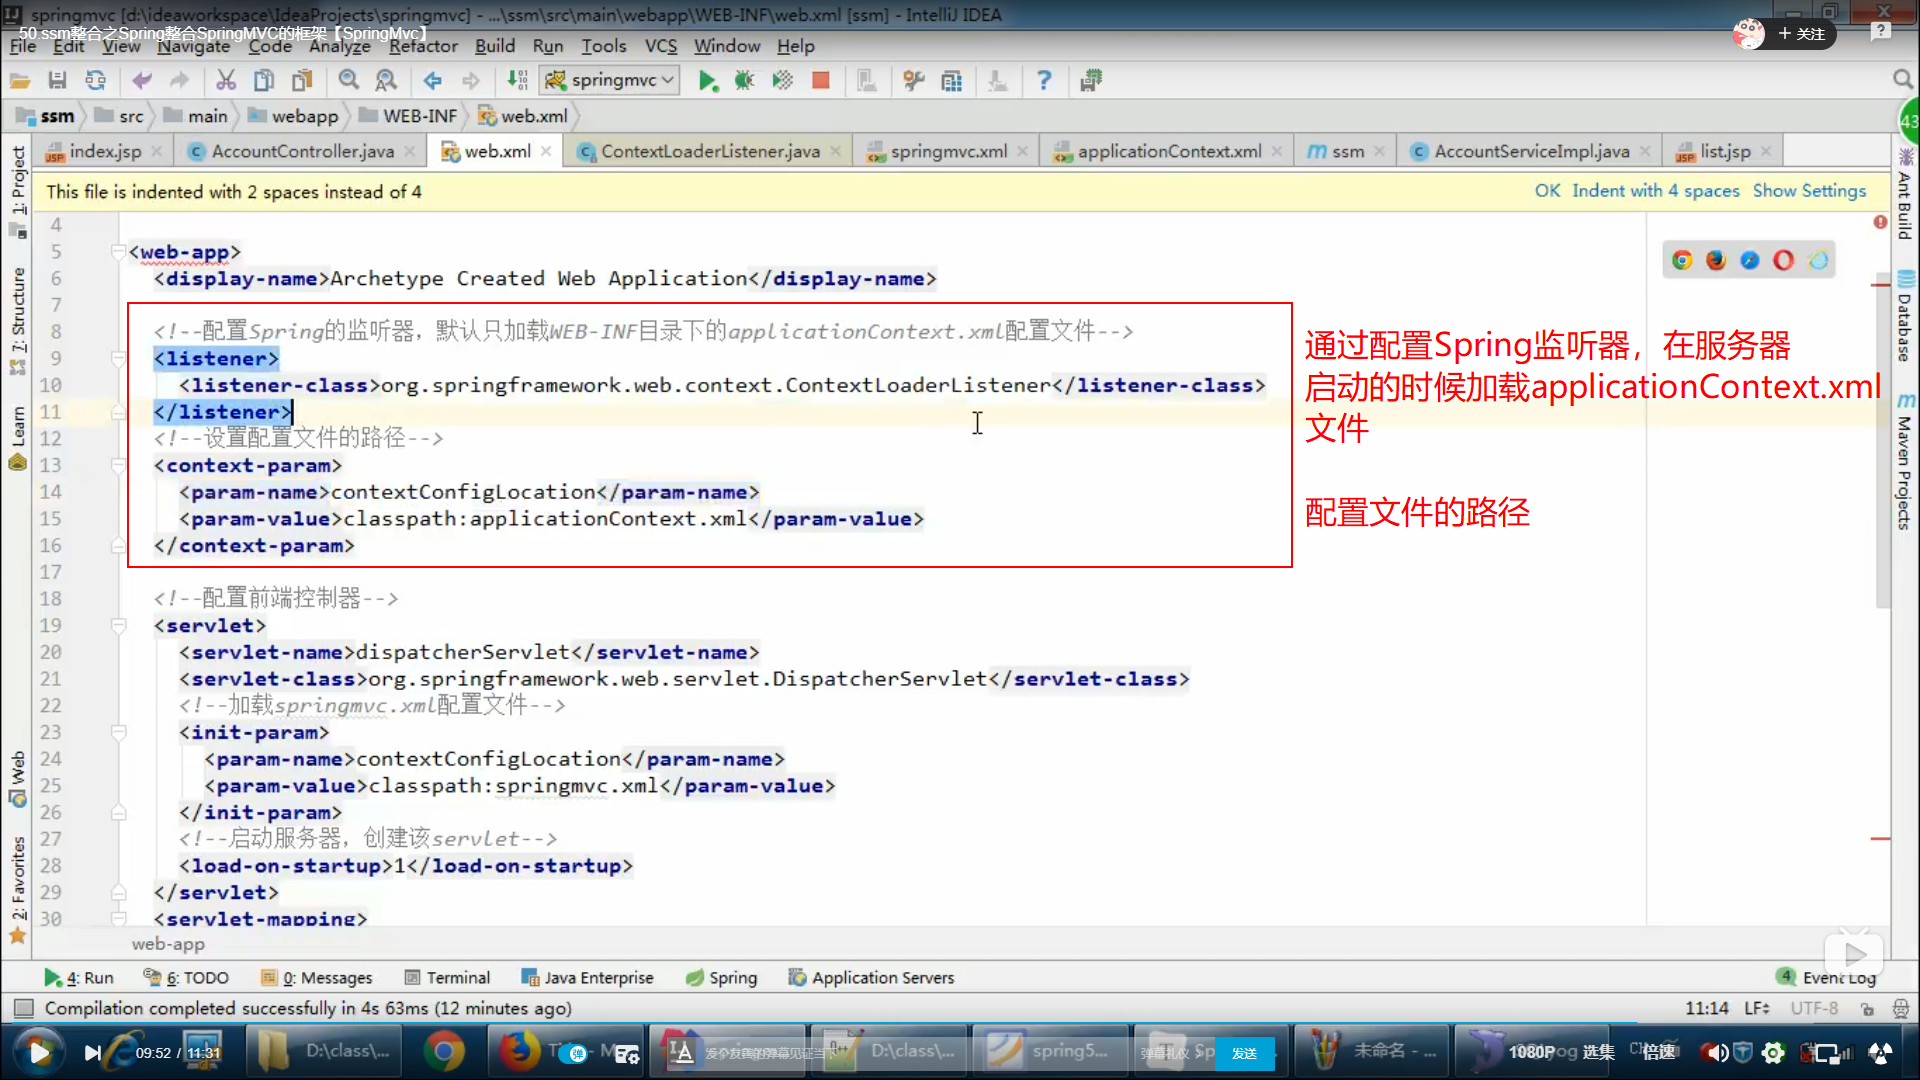 springmvc [d:\ideaworkspace\IdeaProjects\springmvc] - ...\ssm\src\main\webapp\WEB-INF\web.xml [ssm] - IntelliJ IDEA
50.ssm整合之Spring整合SpringMVC的框架【SpringMvc】
+ 关注
File Edit View Navigate Code Analyze Refactor Build Run Tools VCS Window Help
springmvc
ssm src main webapp WEB-INF web.xml
43
index.jsp AccountController.java web.xml ContextLoaderListener.java springmvc.xml applicationContext.xml ssm AccountServiceImpl.java list.jsp
This file is indented with 2 spaces instead of 4 OK Indent with 4 spaces Show Settings
1: Project
7: Structure
Learn
Web
2: Favorites
Ant Build
Database
Maven Projects
4
5 <web-app>
6 <display-name>Archetype Created Web Application</display-name>
7
8 <!--配置Spring的监听器，默认只加载WEB-INF目录下的applicationContext.xml配置文件-->
9 <listener>
10 <listener-class>org.springframework.web.context.ContextLoaderListener</listener-class>
11 </listener>
12 <!--设置配置文件的路径-->
13 <context-param>
14 <param-name>contextConfigLocation</param-name>
15 <param-value>classpath:applicationContext.xml</param-value>
16 </context-param>
17
18 <!--配置前端控制器-->
19 <servlet>
20 <servlet-name>dispatcherServlet</servlet-name>
21 <servlet-class>org.springframework.web.servlet.DispatcherServlet</servlet-class>
22 <!--加载springmvc.xml配置文件-->
23 <init-param>
24 <param-name>contextConfigLocation</param-name>
25 <param-value>classpath:springmvc.xml</param-value>
26 </init-param>
27 <!--启动服务器，创建该servlet-->
28 <load-on-startup>1</load-on-startup>
29 </servlet>
30 <servlet-mapping>
通过配置Spring监听器，在服务器
启动的时候加载applicationContext.xml
文件
配置文件的路径
web-app
4: Run 6: TODO 0: Messages Terminal Java Enterprise Spring Application Servers 4 Event Log
Compilation completed successfully in 4s 63ms (12 minutes ago) 11:14 LF UTF-8
09:52 / 11:31 D:\class\... 弹 D:\class\... spring5... 弹幕礼仪 > 发送 未命名 - ... 1080P 选集 倍速